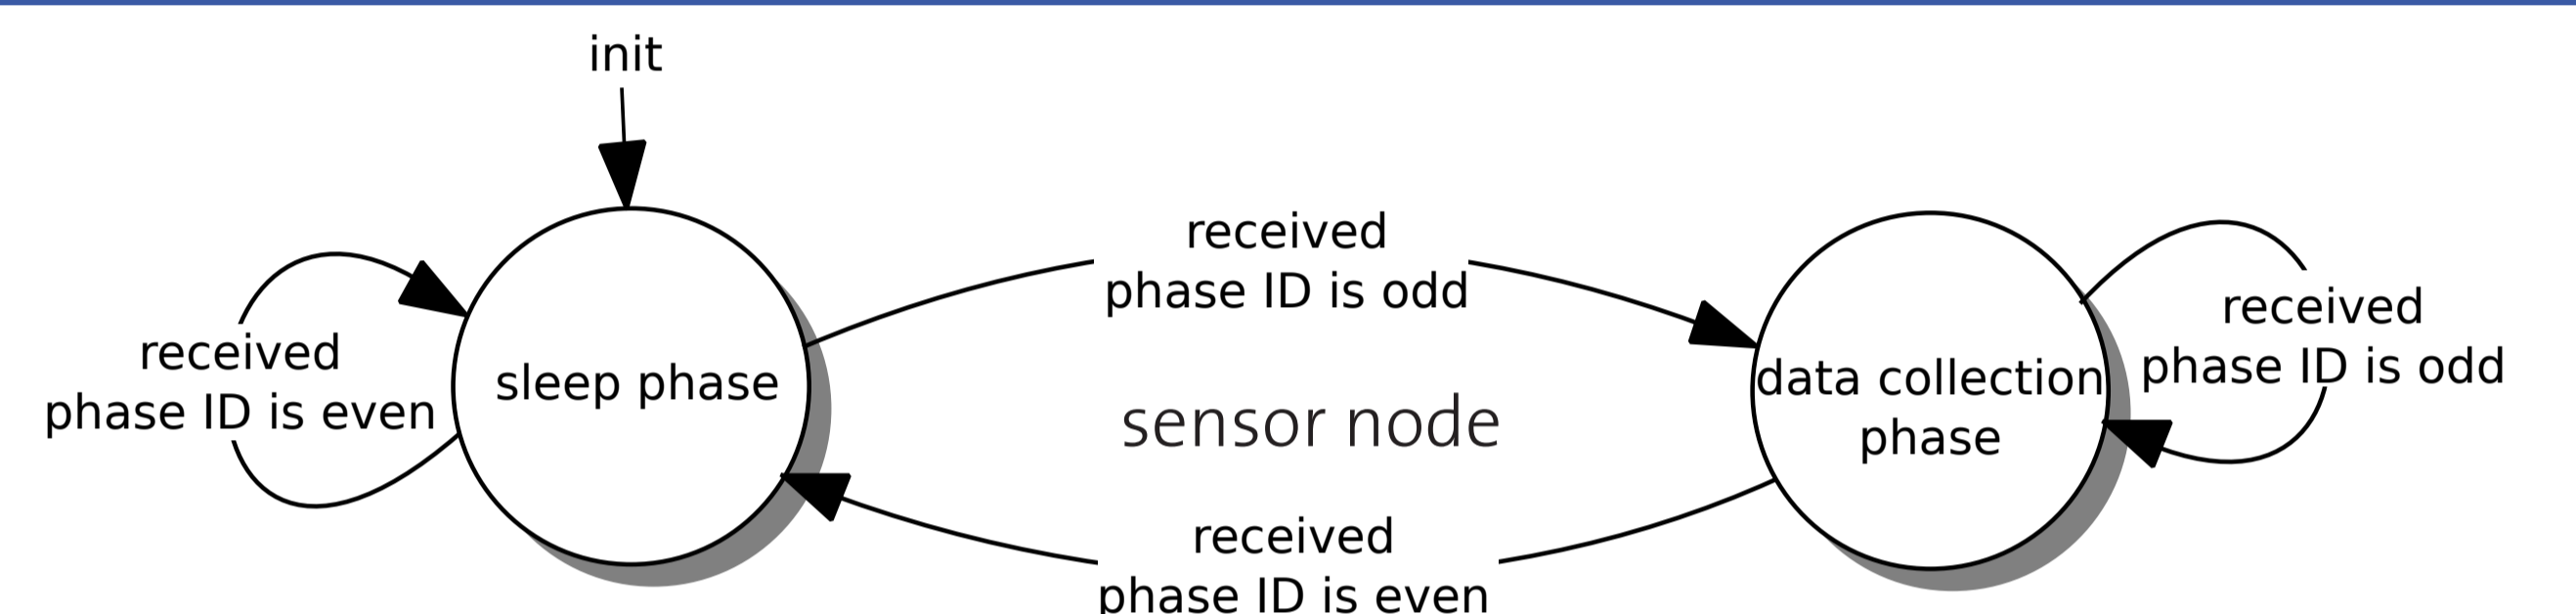 init
received
phase ID is odd
received
phase ID is odd
received
phase ID is even
sleep phase
data collection
phase
sensor node
received
phase ID is even